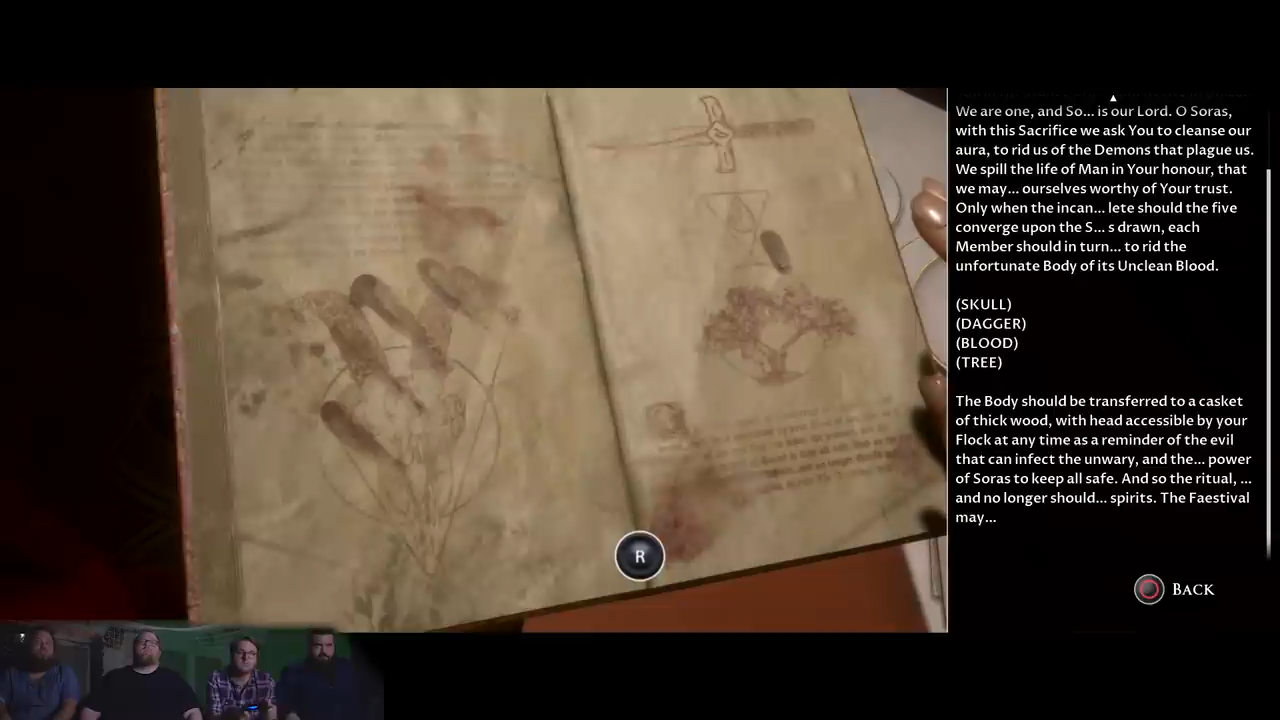 We are one, and So... is our Lord. O Soras,
with this Sacrifice we ask You to cleanse our
aura, to rid us of the Demons that plague us.
We spill the life of Man in Your honour, that
we may... ourselves worthy of Your trust.
Only when the incan... lete should the five
converge upon the S... s drawn, each
Member should in turn... to rid the
unfortunate Body of its Unclean Blood.
(SKULL)
(DAGGER)
(BLOOD)
(TREE)
The Body should be transferred to a casket
of thick wood, with head accessible by your
Flock at any time as a reminder of the evil
that can infect the unwary, and the... power
of Soras to keep all safe. And so the ritual, ...
and no longer should... spirits. The Faestival
may...
R
BACK